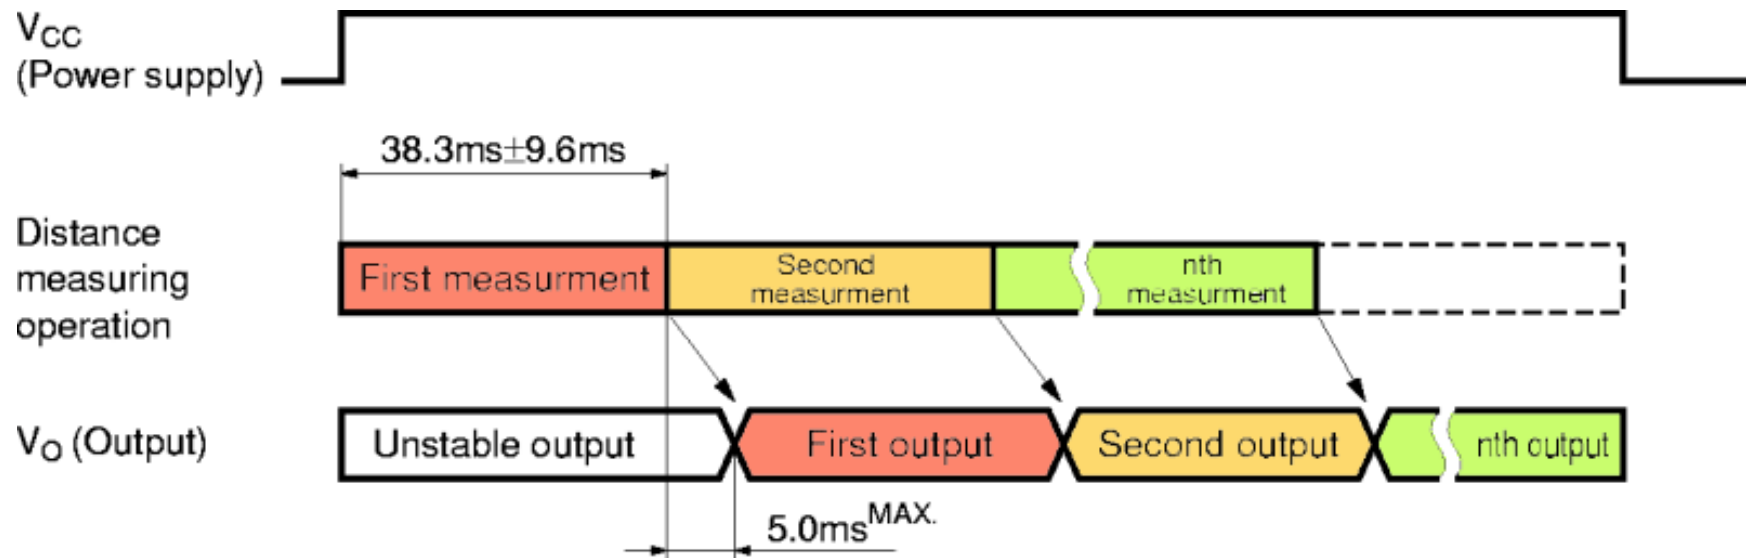 VCC
(Power supply)
38.3ms±9.6ms
Distance
measuring
operation
First measurment
Second
measurment
nth
measurment
VO (Output)
Unstable output
First output
Second output
nth output
5.0msMAX.